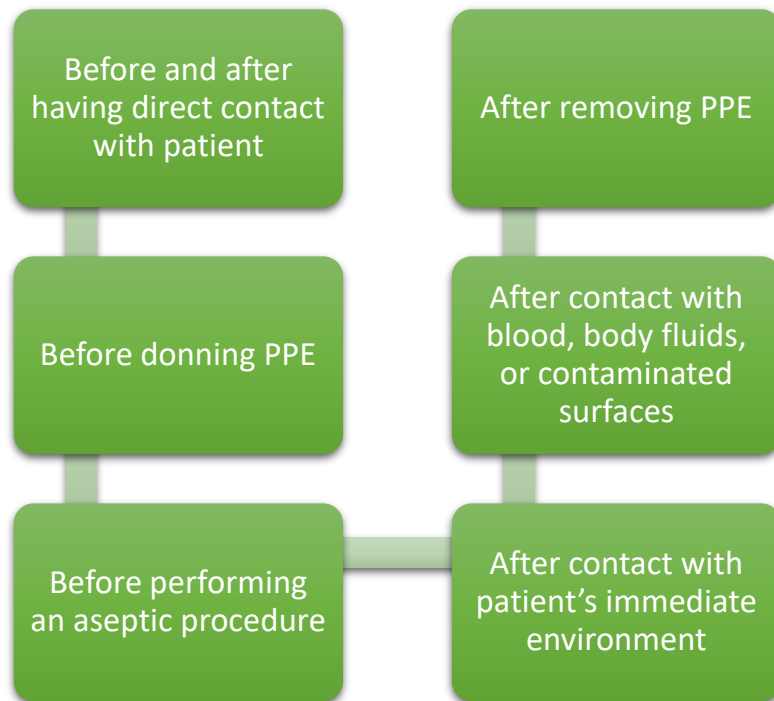 Before and after
having direct contact
with patient
Before donning PPE
Before performing
an aseptic procedure
After contact with
patient’s immediate
environment
After contact with
blood, body fluids,
or contaminated
surfaces
After removing PPE